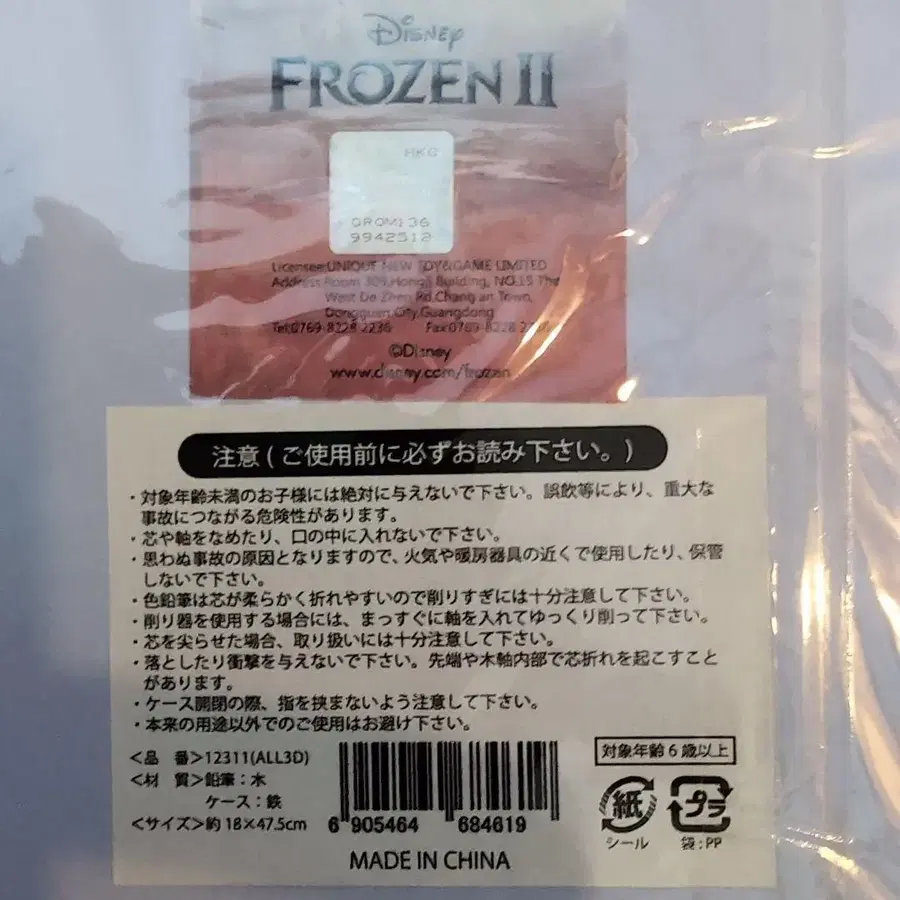 Disney
FROZEN II
HKG
QRQM136
9942512
Licensee:UNIQUE NEW TOY&GAME LIMITED
Address:Room 309,Hongji Building, NO.15 The
West De Zhen Rd,Chang an Town,
Dongguan City,Guangdong
Tel:0769-8228 2236 Fax:0769-8228
©Disney
www.disney.com/frozen
注意 ( ご使用前に必ずお読み下さい。)
・対象年齢未満のお子様には絶対に与えないで下さい。誤飲等により、重大な
事故につながる危険性があります。
・芯や軸をなめたり、口の中に入れないで下さい。
・思わぬ事故の原因となりますので、火気や暖房器具の近くで使用したり、保管
しないで下さい。
・色鉛筆は芯が柔らかく折れやすいので削りすぎには十分注意して下さい。
・削り器を使用する場合には、まっすぐに軸を入れてゆっくり削って下さい。
・芯を尖らせた場合、取り扱いには十分注意して下さい。
・落としたり衝撃を与えないで下さい。先端や木軸内部で芯折れを起こすこと
があります。
・ケース開閉の際、指を挟まないよう注意して下さい。
・本来の用途以外でのご使用はお避け下さい。
<品 番>12311(ALL3D)
<材 質>鉛筆：木
ケース：鉄
<サイズ>約 18×47.5cm
6 905464 684619
対象年齢 6 歳以上
紙
シール
プラ
袋：PP
MADE IN CHINA